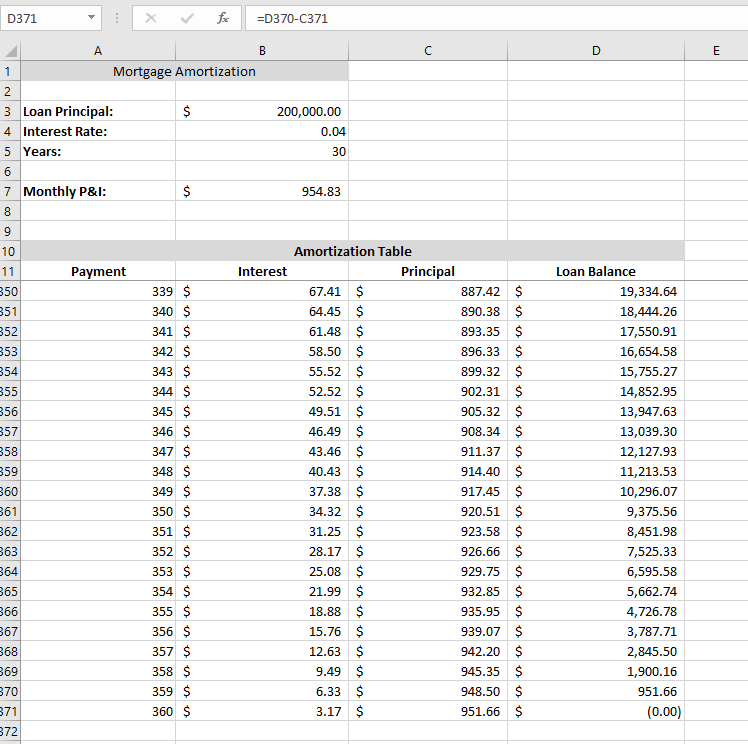 D371 fx =D370-C371
A B C D E
1 Mortgage Amortization
2
3 Loan Principal: $ 200,000.00
4 Interest Rate: 0.04
5 Years: 30
6
7 Monthly P&I: $ 954.83
8
9
10 Amortization Table
11 Payment Interest Principal Loan Balance
350 339 $ 67.41 $ 887.42 $ 19,334.64
351 340 $ 64.45 $ 890.38 $ 18,444.26
352 341 $ 61.48 $ 893.35 $ 17,550.91
353 342 $ 58.50 $ 896.33 $ 16,654.58
354 343 $ 55.52 $ 899.32 $ 15,755.27
355 344 $ 52.52 $ 902.31 $ 14,852.95
356 345 $ 49.51 $ 905.32 $ 13,947.63
357 346 $ 46.49 $ 908.34 $ 13,039.30
358 347 $ 43.46 $ 911.37 $ 12,127.93
359 348 $ 40.43 $ 914.40 $ 11,213.53
360 349 $ 37.38 $ 917.45 $ 10,296.07
361 350 $ 34.32 $ 920.51 $ 9,375.56
362 351 $ 31.25 $ 923.58 $ 8,451.98
363 352 $ 28.17 $ 926.66 $ 7,525.33
364 353 $ 25.08 $ 929.75 $ 6,595.58
365 354 $ 21.99 $ 932.85 $ 5,662.74
366 355 $ 18.88 $ 935.95 $ 4,726.78
367 356 $ 15.76 $ 939.07 $ 3,787.71
368 357 $ 12.63 $ 942.20 $ 2,845.50
369 358 $ 9.49 $ 945.35 $ 1,900.16
370 359 $ 6.33 $ 948.50 $ 951.66
371 360 $ 3.17 $ 951.66 $ (0.00)
372